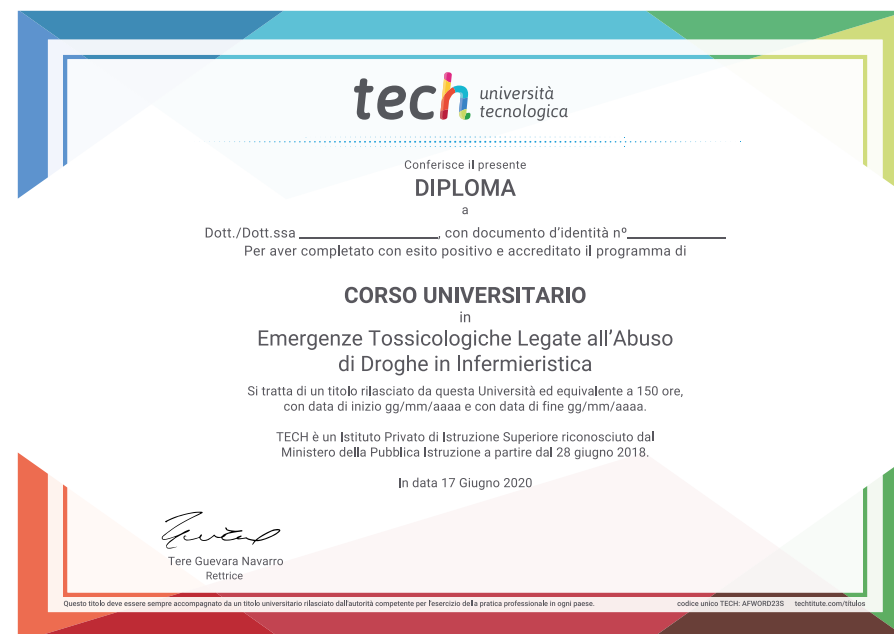 tech università
tecnologica
Conferisce il presente
DIPLOMA
a
Dott./Dott.ssa ____________________, con documento d'identità nº______________
Per aver completato con esito positivo e accreditato il programma di
CORSO UNIVERSITARIO
in
Emergenze Tossicologiche Legate all'Abuso
di Droghe in Infermieristica
Si tratta di un titolo rilasciato da questa Università ed equivalente a 150 ore,
con data di inizio gg/mm/aaaa e con data di fine gg/mm/aaaa.
TECH è un Istituto Privato di Istruzione Superiore riconosciuto dal
Ministero della Pubblica Istruzione a partire dal 28 giugno 2018.
In data 17 Giugno 2020
Tere Guevara Navarro
Rettrice
Questo titolo deve essere sempre accompagnato da un titolo universitario rilasciato dall'autorità competente per l'esercizio della pratica professionale in ogni paese. codice unico TECH: AFWORD23S techtitute.com/titulos